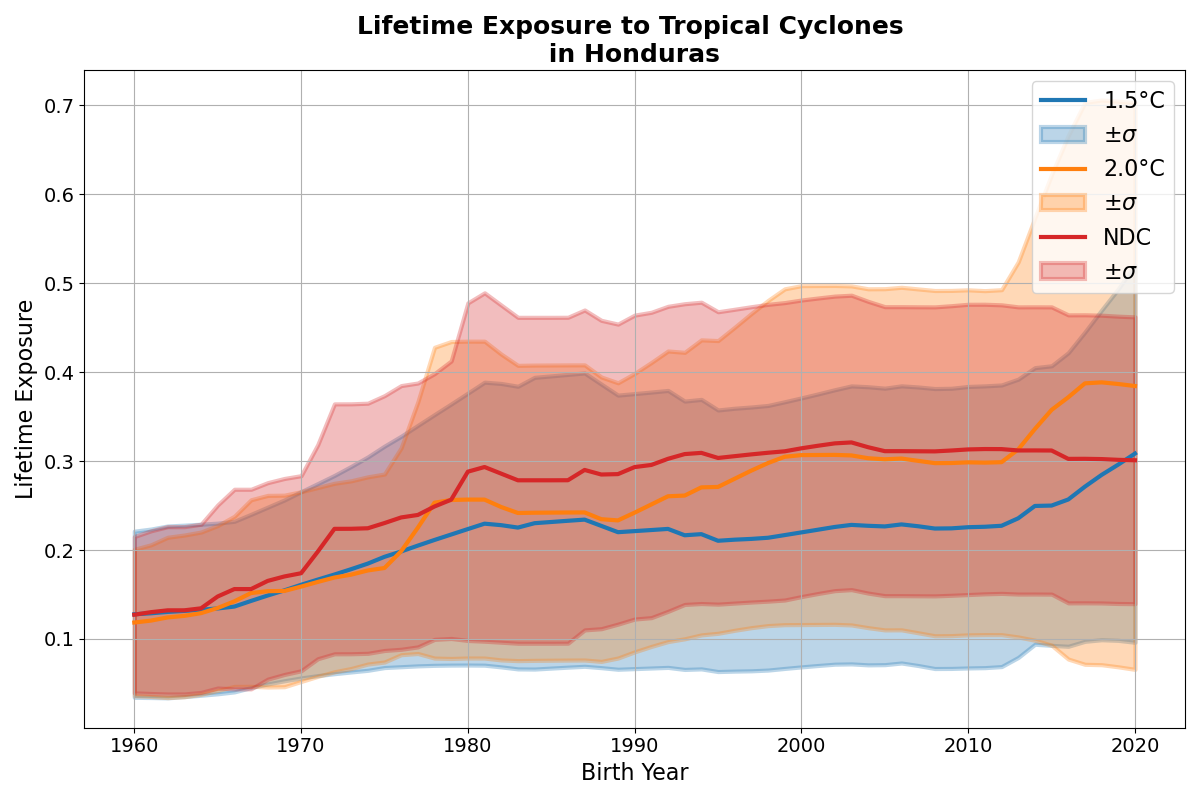 Lifetime Exposure to Tropical Cyclones
in Honduras
0.7
0.6
0.5
0.4
0.3
0.2
0.1
Lifetime Exposure
1.5°C
±σ
2.0°C
±σ
NDC
±σ
1960
1970
1980
1990
2000
2010
2020
Birth Year